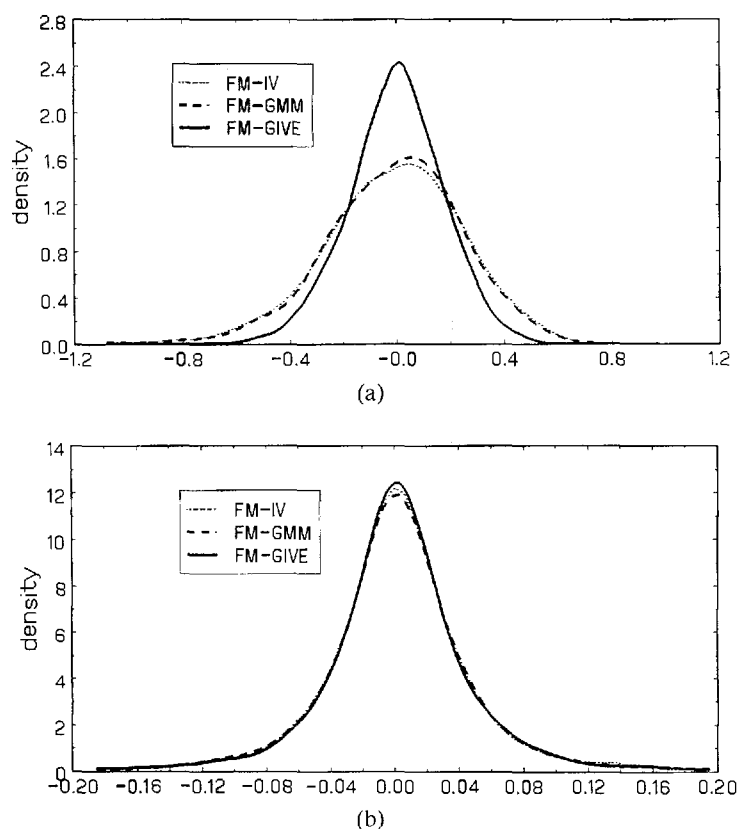 2.8
2.4
2.0
1.6
1.2
0.8
0.4
0.0
density
FM-IV
FM-GMM
FM-GIVE
-1.2 -0.8 -0.4 -0.0 0.4 0.8 1.2
(a)
14
12
10
8
6
4
2
0
density
FM-IV
FM-GMM
FM-GIVE
-0.20 -0.16 -0.12 -0.08 -0.04 0.00 0.04 0.08 0.12 0.16 0.20
(b)